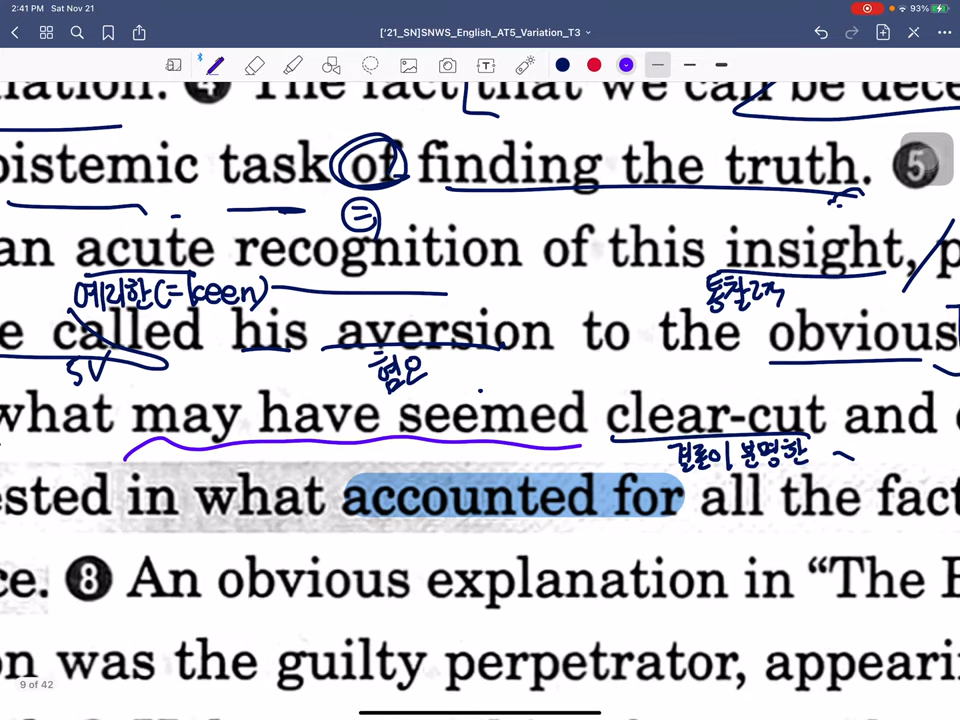 2:41 PM Sat Nov 21
93%
['21_SN]SNWS_English_AT5_Variation_T3
nation. ❹ The fact that we can be dece
pistemic task of finding the truth. ❺
=
an acute recognition of this insight, p
예리한(=keen)
통찰력
e called his aversion to the obvious
SV
혐오
what may have seemed clear-cut and
결론이 분명한
ested in what accounted for all the fact
ce. ❽ An obvious explanation in “The B
on was the guilty perpetrator, appeari
9 of 42